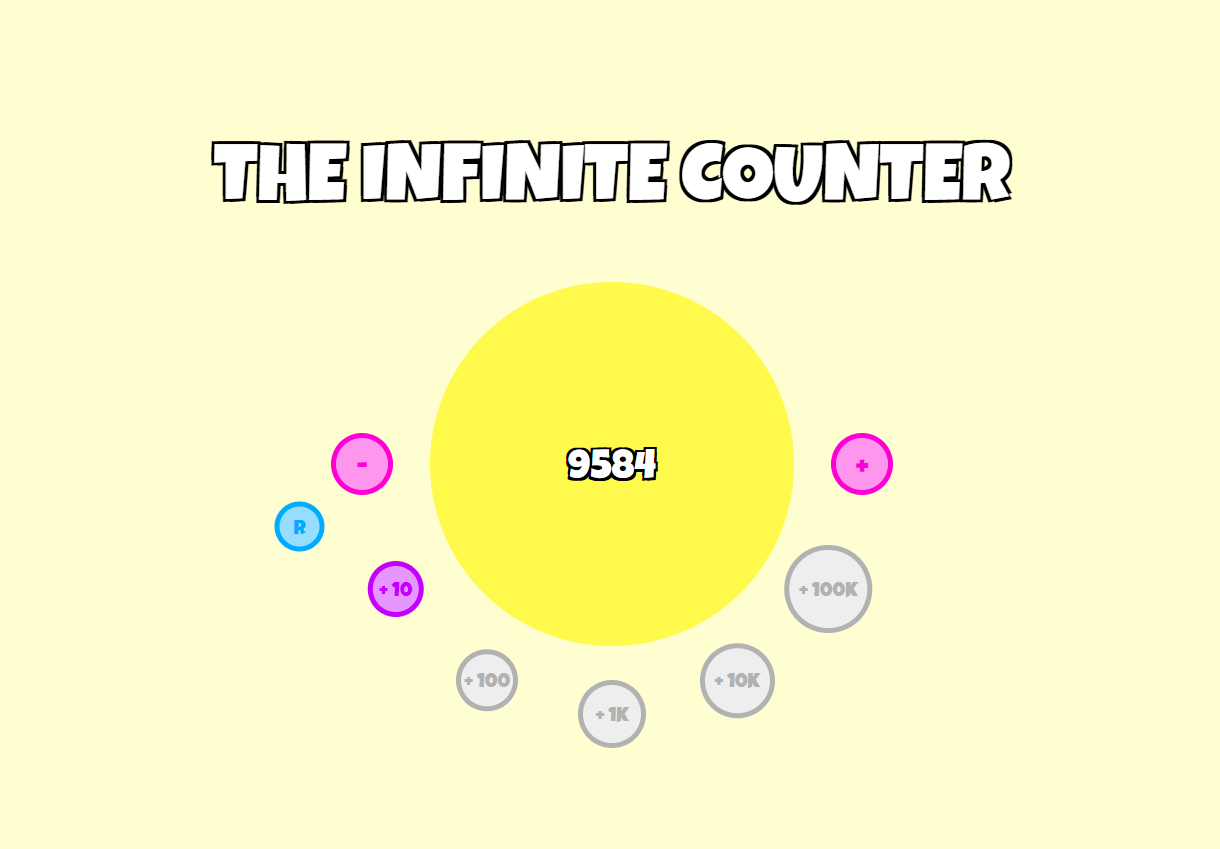 THE INFINITE COUNTER
9584
-
+
R
+ 10
+ 100K
+ 100
+ 10K
+ 1K